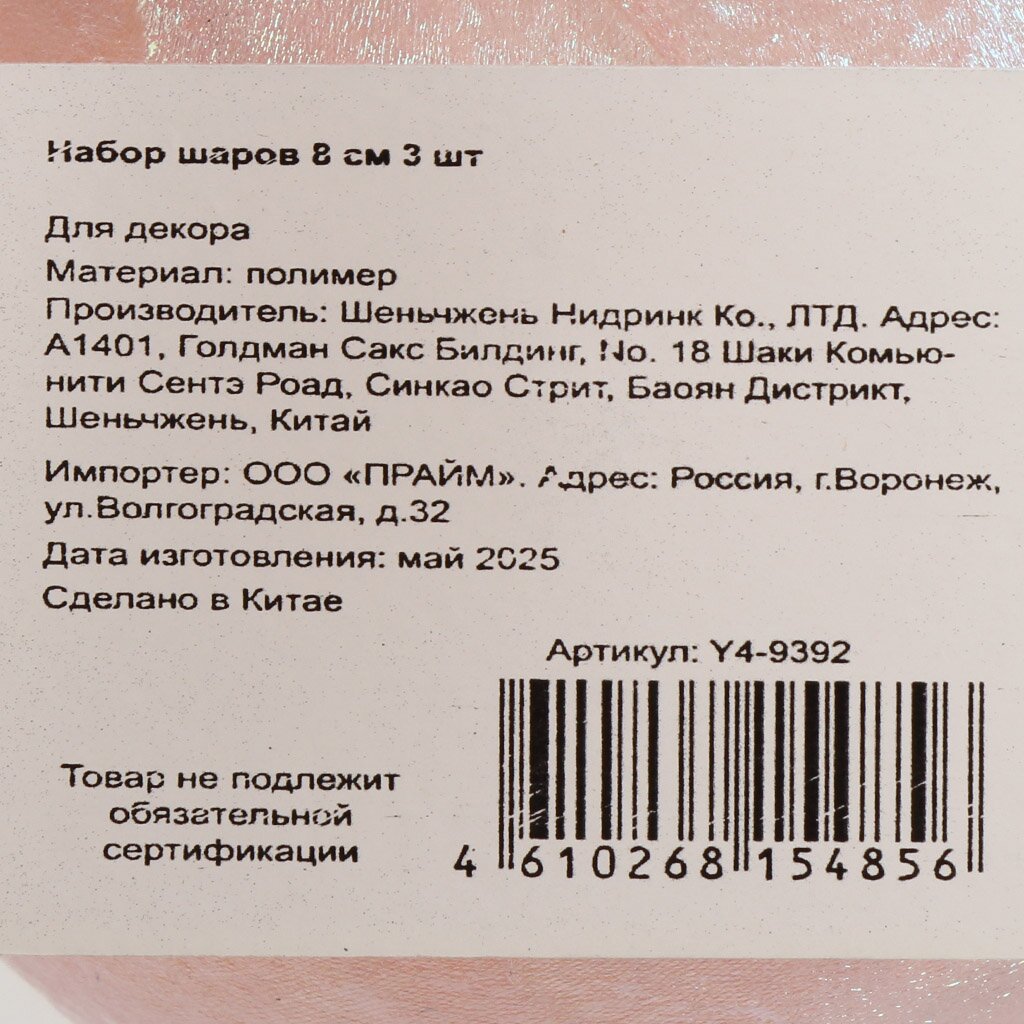 Набор шаров 8 см 3 шт
Для декора
Материал: полимер
Производитель: Шеньчжень Нидринк Ко., ЛТД. Адрес:
А1401, Голдман Сакс Билдинг, No. 18 Шаки Комью-
нити Сентэ Роад, Синкао Стрит, Баоян Дистрикт,
Шеньчжень, Китай
Импортер: ООО «ПРАЙМ». Адрес: Россия, г.Воронеж,
ул.Волгоградская, д.32
Дата изготовления: май 2025
Сделано в Китае
Артикул: Y4-9392
Товар не подлежит
обязательной
сертификации
4 610268 154856